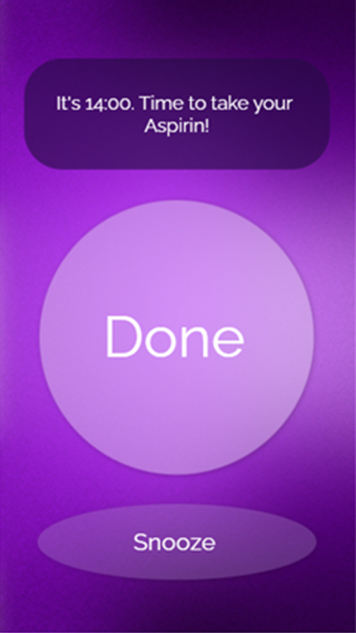 It's 14:00. Time to take your
Aspirin!
Done
Snooze